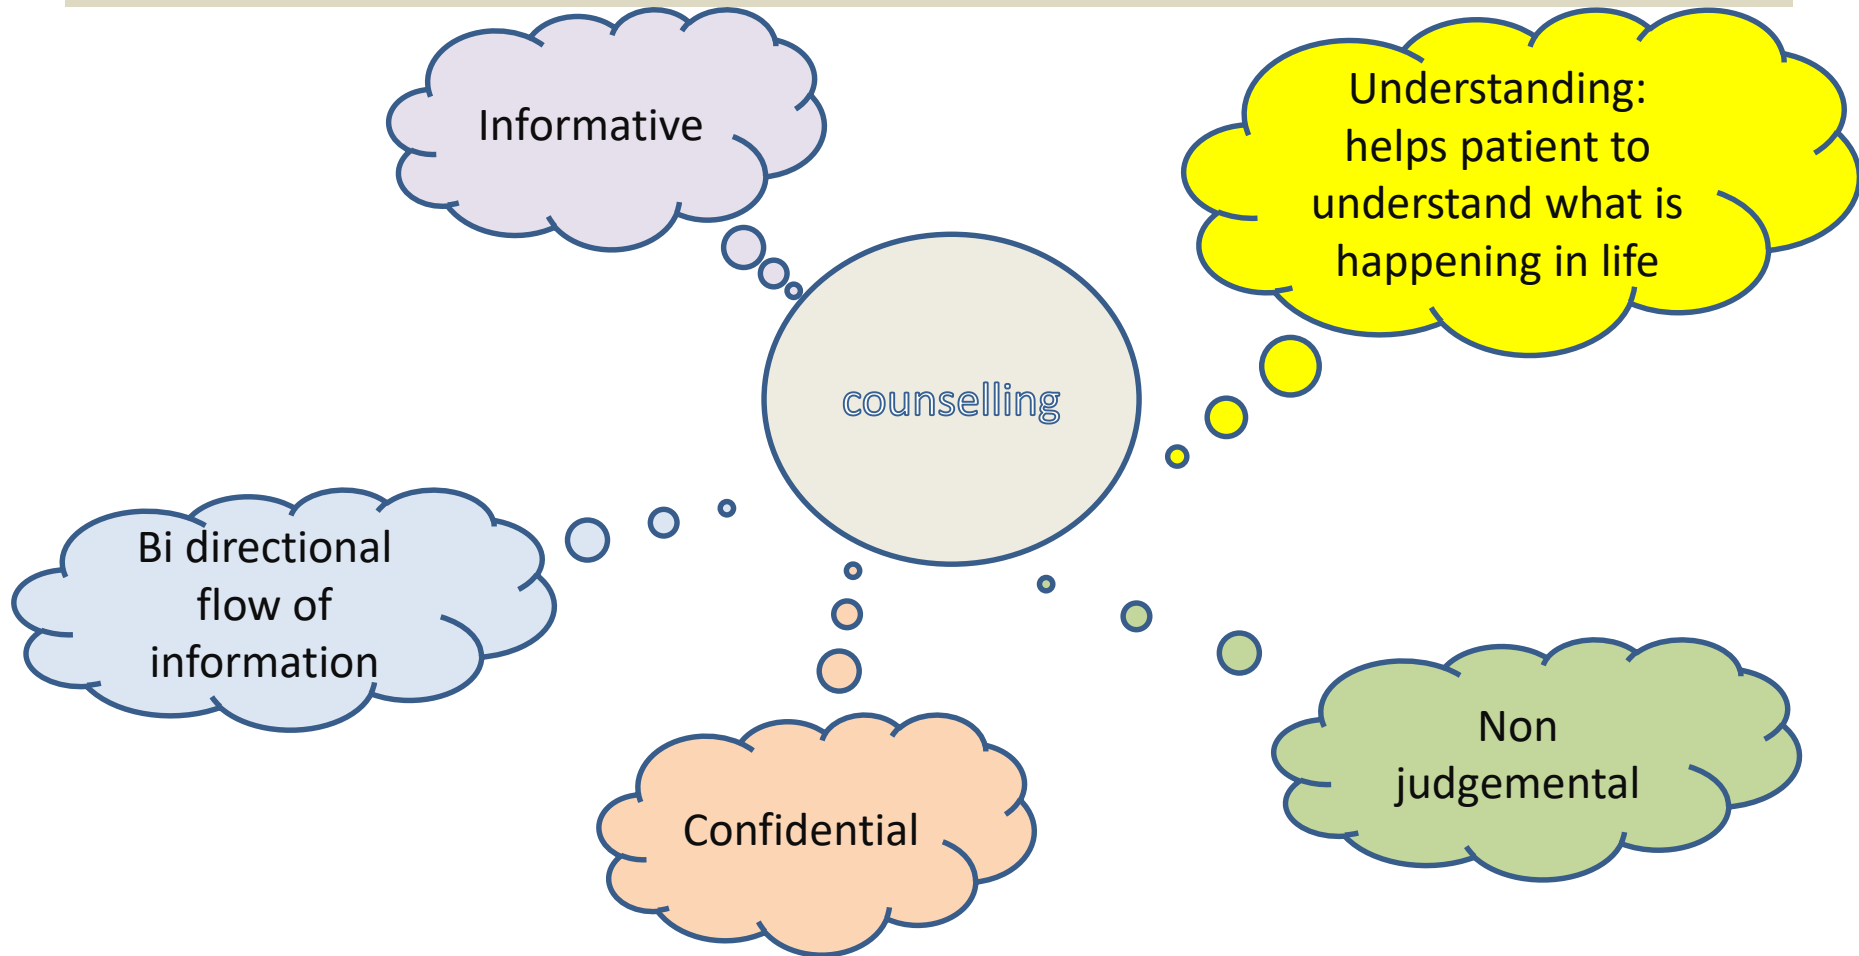 Informative
Understanding:
helps patient to
understand what is
happening in life
counselling
Bi directional
flow of
information
Non
judgemental
Confidential